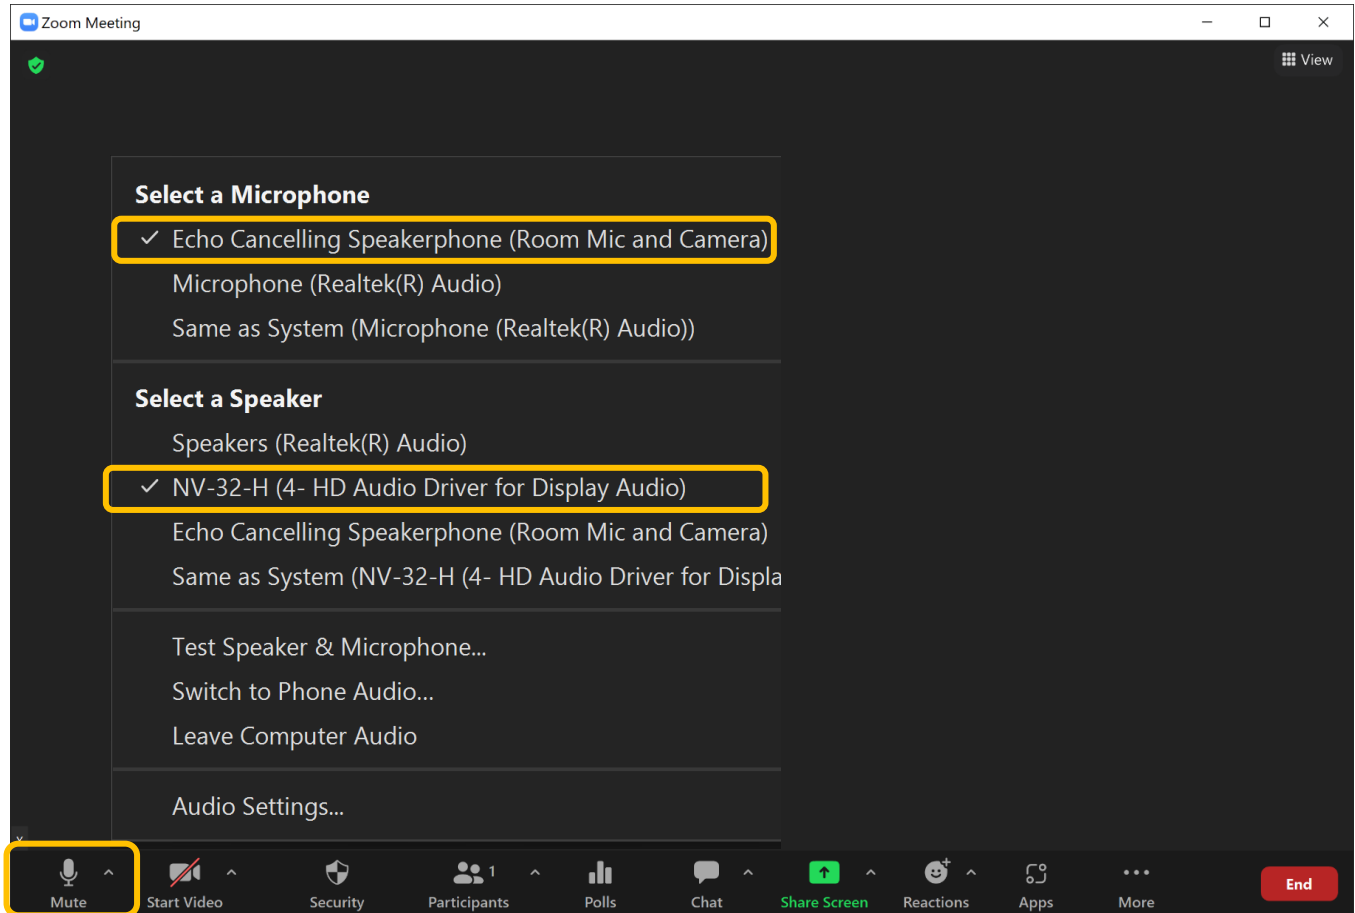 Zoom Meeting
View
Select a Microphone
Echo Cancelling Speakerphone (Room Mic and Camera)
Microphone (Realtek(R) Audio)
Same as System (Microphone (Realtek(R) Audio))
Select a Speaker
Speakers (Realtek(R) Audio)
NV-32-H (4- HD Audio Driver for Display Audio)
Echo Cancelling Speakerphone (Room Mic and Camera)
Same as System (NV-32-H (4- HD Audio Driver for Displa
Test Speaker & Microphone...
Switch to Phone Audio...
Leave Computer Audio
Audio Settings...
1
Mute Start Video Security Participants Polls Chat Share Screen Reactions Apps More End